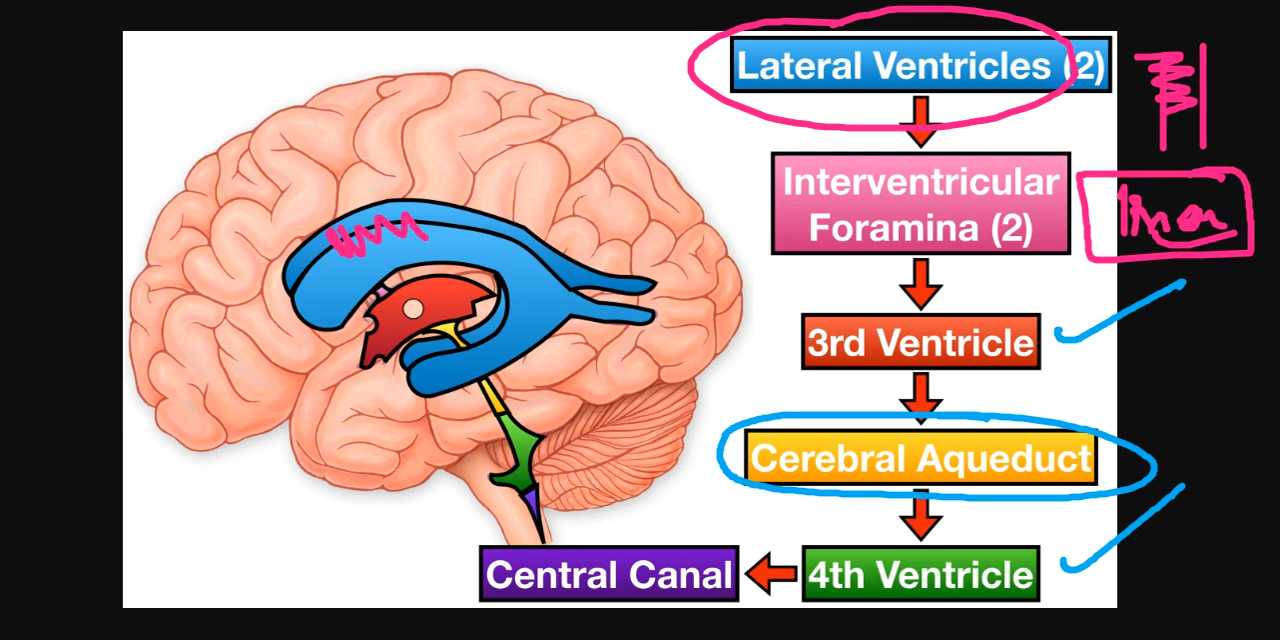 Lateral Ventricles (2)
Interventricular
Foramina (2)
3rd Ventricle
Cerebral Aqueduct
Central Canal
4th Ventricle